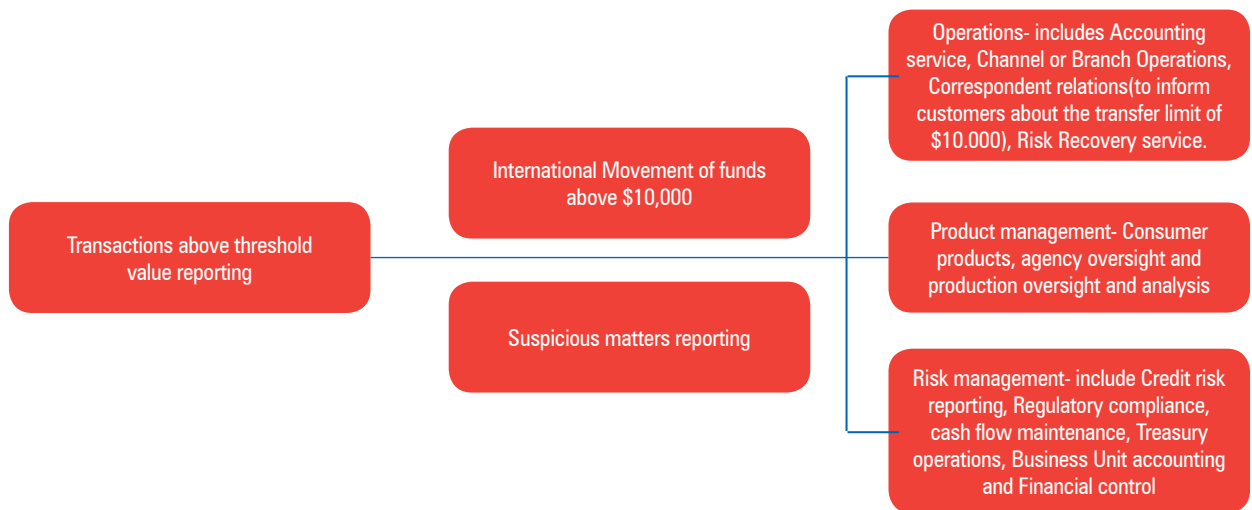 Transactions above threshold
value reporting
International Movement of funds
above $10,000
Suspicious matters reporting
Operations- includes Accounting
service, Channel or Branch Operations,
Correspondent relations(to inform
customers about the transfer limit of
$10.000), Risk Recovery service.
Product management- Consumer
products, agency oversight and
production oversight and analysis
Risk management- include Credit risk
reporting, Regulatory compliance,
cash flow maintenance, Treasury
operations, Business Unit accounting
and Financial control